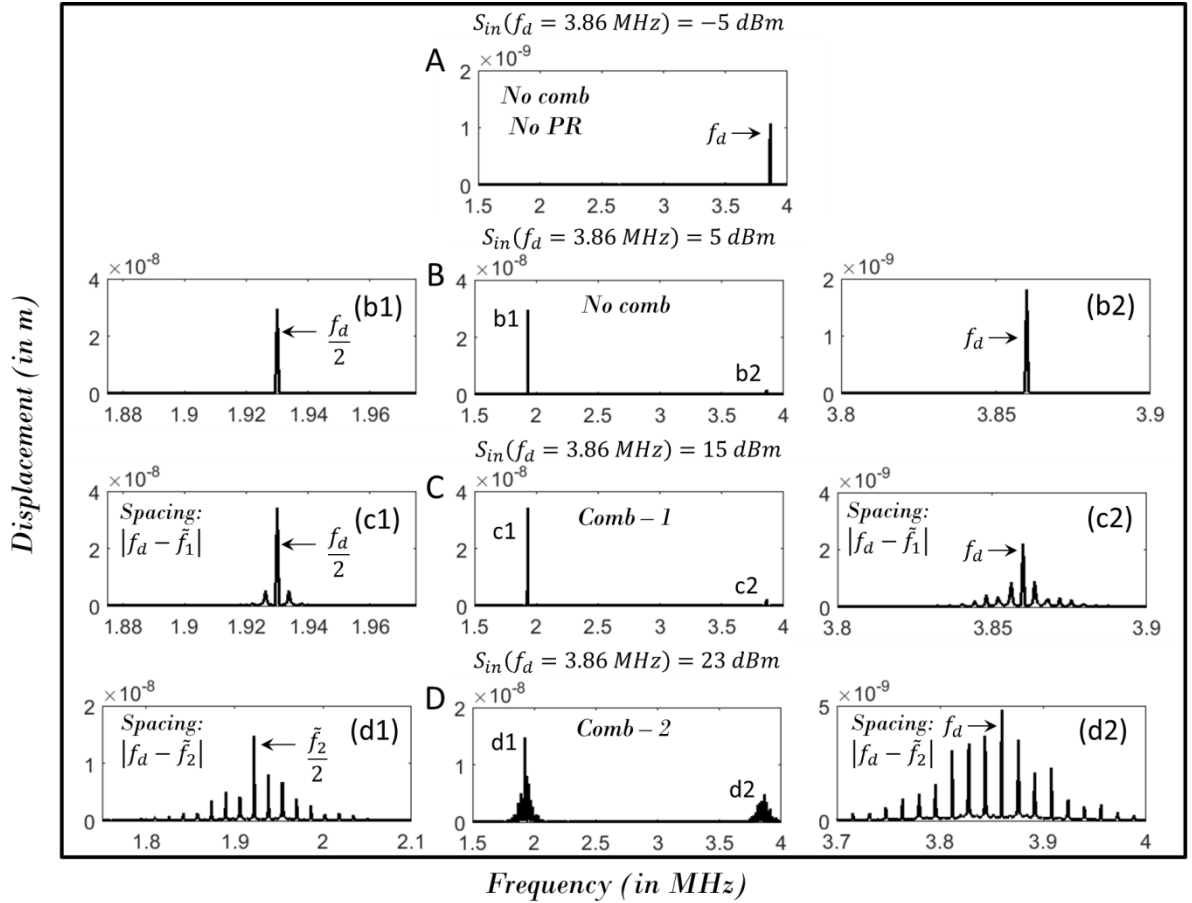 S_in(f_d = 3.86 MHz) = −5 dBm
A
×10^-9
2
1
0
No comb
No PR
f_d
1.5 2 2.5 3 3.5 4
S_in(f_d = 3.86 MHz) = 5 dBm
×10^-8
4
2
0
(b1)
f_d/2
1.88 1.9 1.92 1.94 1.96
B
×10^-8
4
2
0
No comb
b1
b2
1.5 2 2.5 3 3.5 4
×10^-9
2
1
0
(b2)
f_d
3.8 3.85 3.9
S_in(f_d = 3.86 MHz) = 15 dBm
×10^-8
4
2
0
Spacing:
|f_d − f̃_1|
(c1)
f_d/2
1.88 1.9 1.92 1.94 1.96
C
×10^-8
4
2
0
Comb – 1
c1
c2
1.5 2 2.5 3 3.5 4
×10^-9
4
2
0
Spacing:
|f_d − f̃_1|
(c2)
f_d
3.8 3.85 3.9
S_in(f_d = 3.86 MHz) = 23 dBm
×10^-8
2
1
0
Spacing:
|f_d − f̃_2|
(d1)
f̃_2/2
1.8 1.9 2 2.1
D
×10^-8
2
1
0
Comb – 2
d1
d2
1.5 2 2.5 3 3.5 4
×10^-9
5
0
Spacing:
|f_d − f̃_2|
(d2)
f_d
3.7 3.8 3.9 4
Displacement (in m)
Frequency (in MHz)